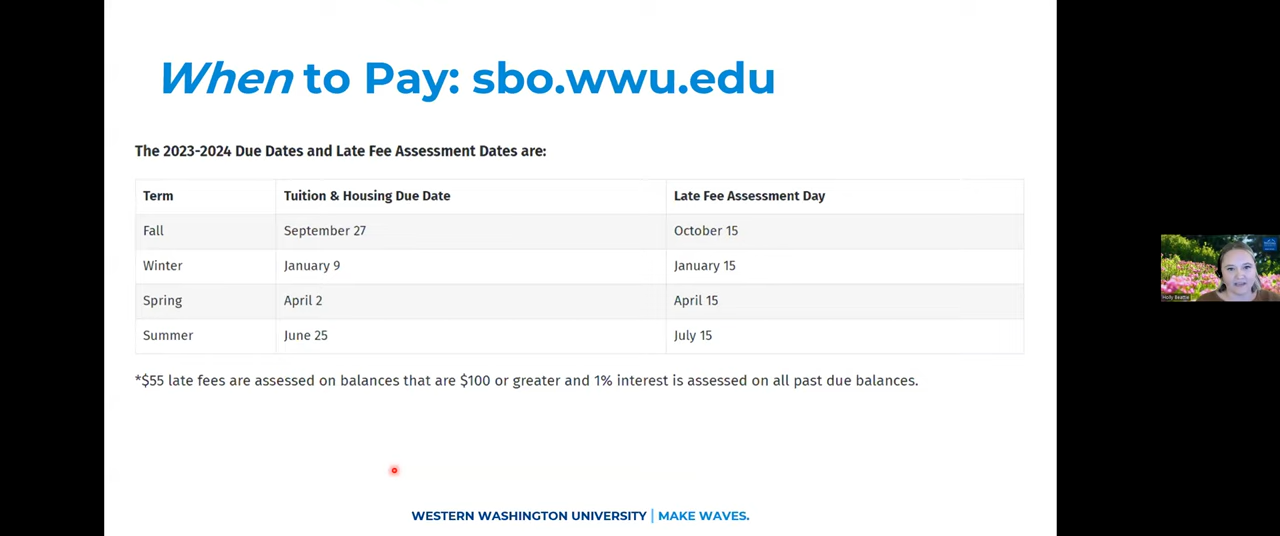 When to Pay: sbo.wwu.edu
The 2023-2024 Due Dates and Late Fee Assessment Dates are:
Term Tuition & Housing Due Date Late Fee Assessment Day
Fall September 27 October 15
Winter January 9 January 15
Spring April 2 April 15
Summer June 25 July 15
*$55 late fees are assessed on balances that are $100 or greater and 1% interest is assessed on all past due balances.
Holly Beattie
WESTERN WASHINGTON UNIVERSITY | MAKE WAVES.